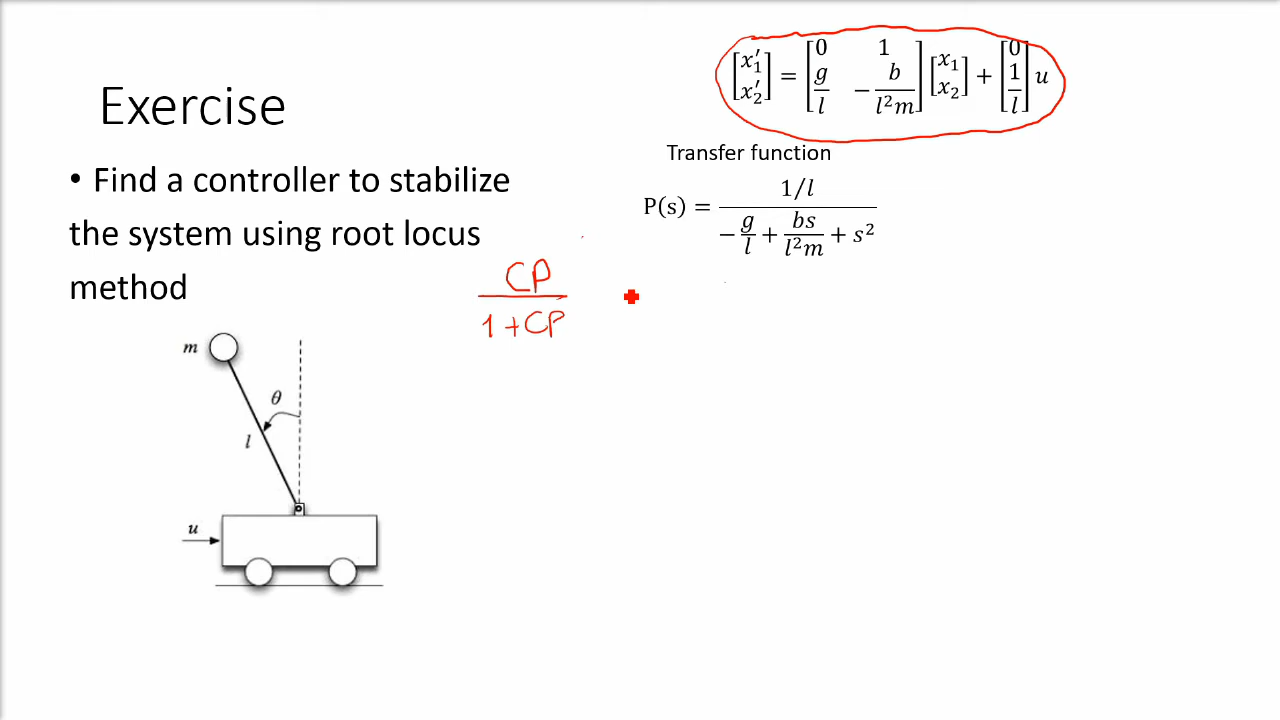 Exercise
• Find a controller to stabilize
the system using root locus
method
[x₁′ x₂′] = [0 1 g/l −b/l²m] [x₁ x₂] + [0 1/l] u
Transfer function
P(s) = (1/l) / (−g/l + bs/l²m + s²)
CP
1 + CP
m
θ
l
u